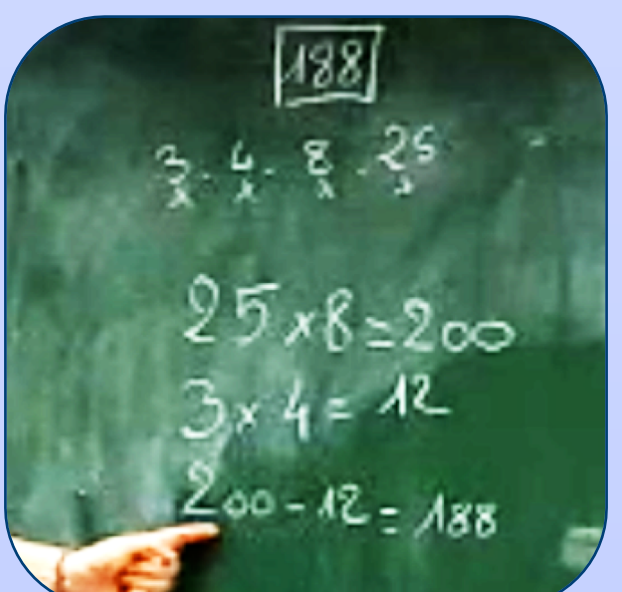 188
3 - 4 - 8 - 25
x x x x
25 x 8 = 200
3 x 4 = 12
200 - 12 = 188